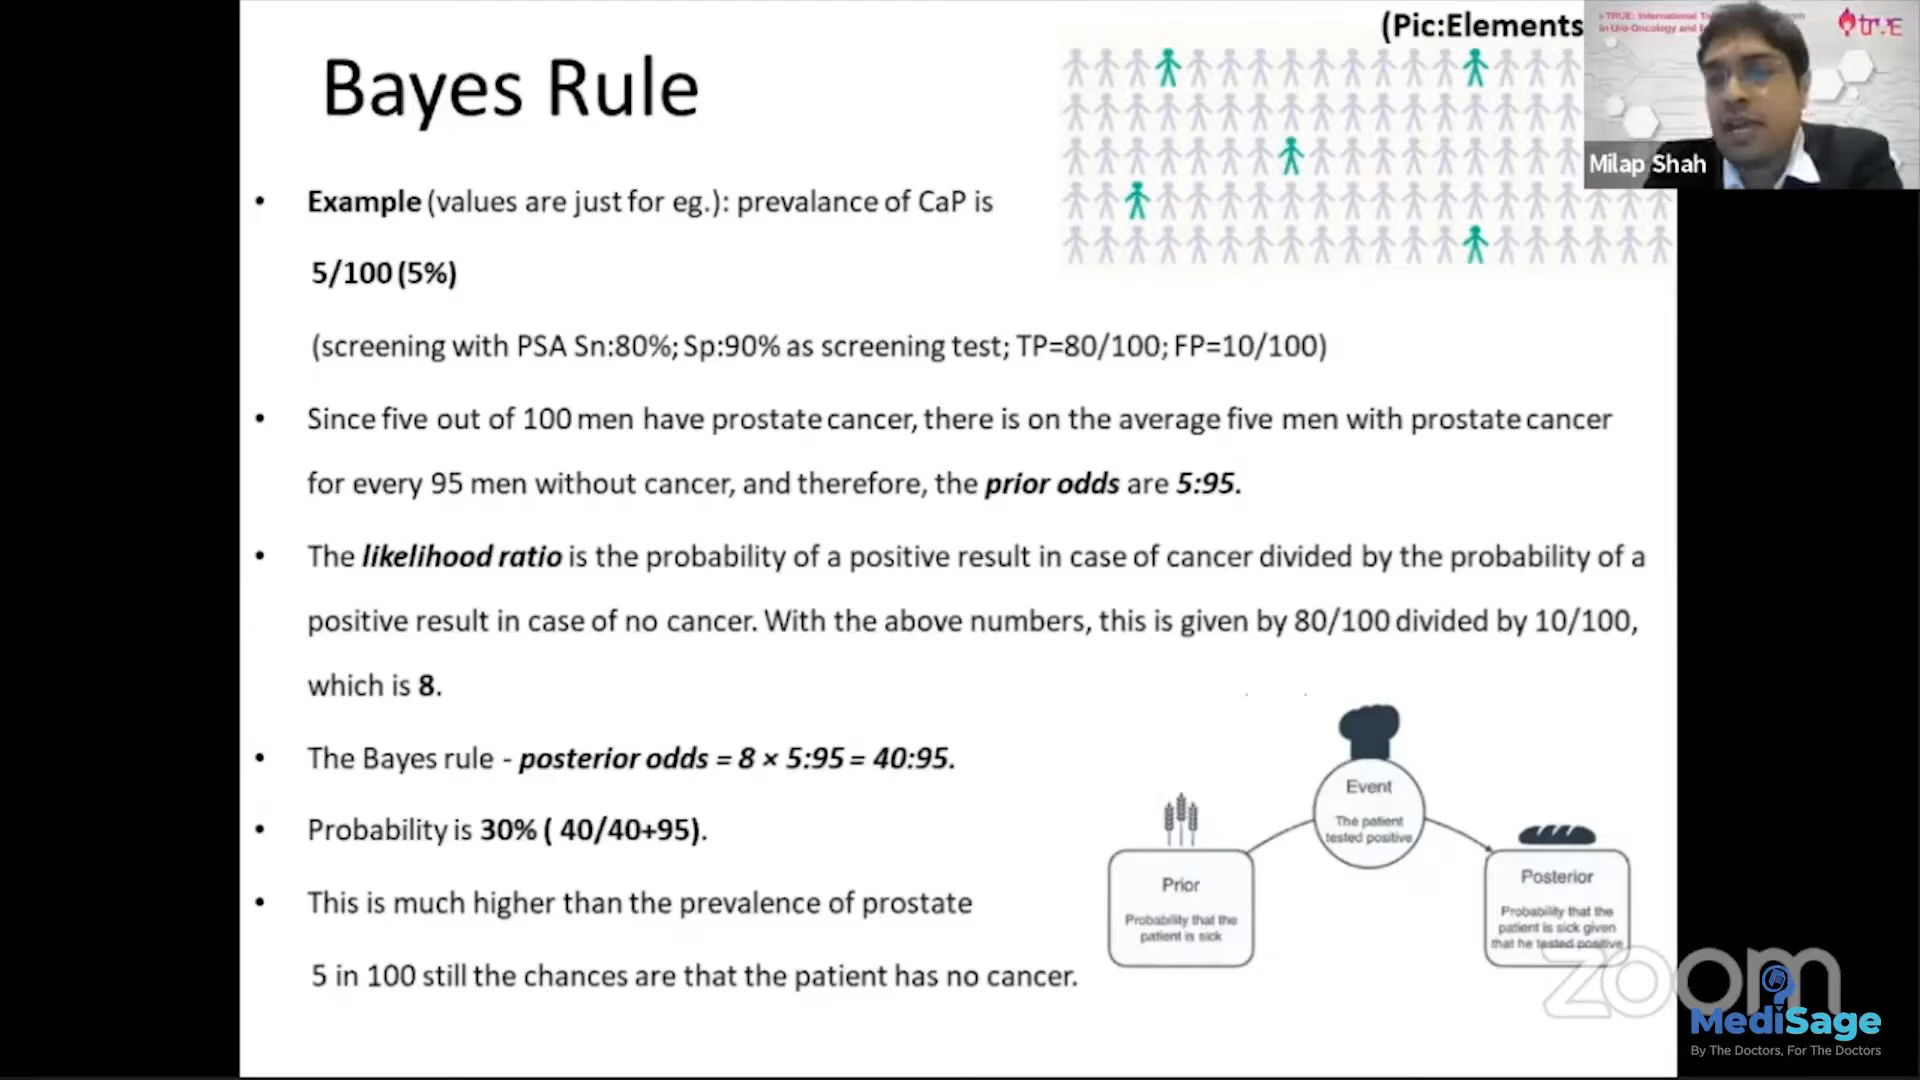 (Pic:Elements
Bayes Rule
i-TRUE: International
in Uro-Oncology and
Milap Shah
• Example (values are just for eg.): prevalance of CaP is
5/100 (5%)
(screening with PSA Sn:80%; Sp:90% as screening test; TP=80/100; FP=10/100)
• Since five out of 100 men have prostate cancer, there is on the average five men with prostate cancer
for every 95 men without cancer, and therefore, the prior odds are 5:95.
• The likelihood ratio is the probability of a positive result in case of cancer divided by the probability of a
positive result in case of no cancer. With the above numbers, this is given by 80/100 divided by 10/100,
which is 8.
• The Bayes rule - posterior odds = 8 × 5:95 = 40:95.
• Probability is 30% ( 40/40+95).
• This is much higher than the prevalence of prostate
5 in 100 still the chances are that the patient has no cancer.
Event
The patient
tested positive
Prior
Probability that the
patient is sick
Posterior
Probability that the
patient is sick given
that he tested positive
zoom
MediSage
By The Doctors, For The Doctors